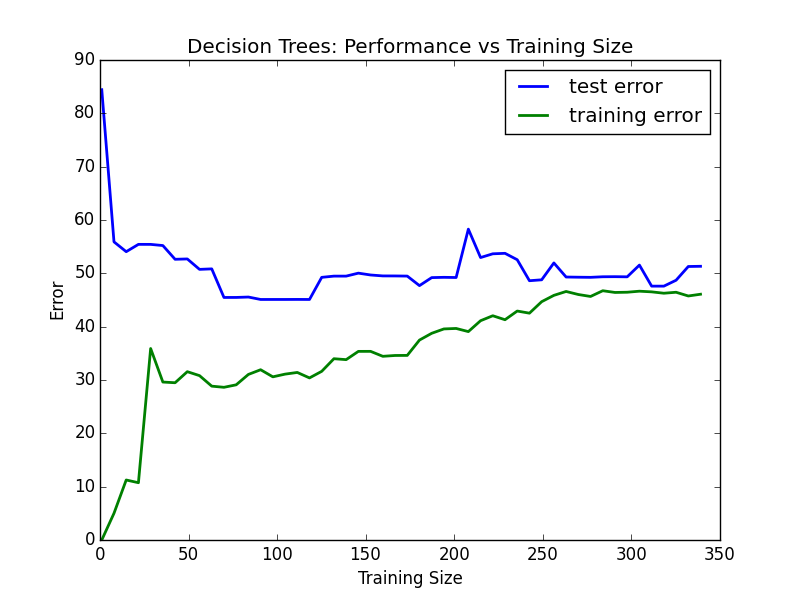 Decision Trees: Performance vs Training Size
90
80
70
60
50
40
30
20
10
0
Error
test error
training error
0 50 100 150 200 250 300 350
Training Size